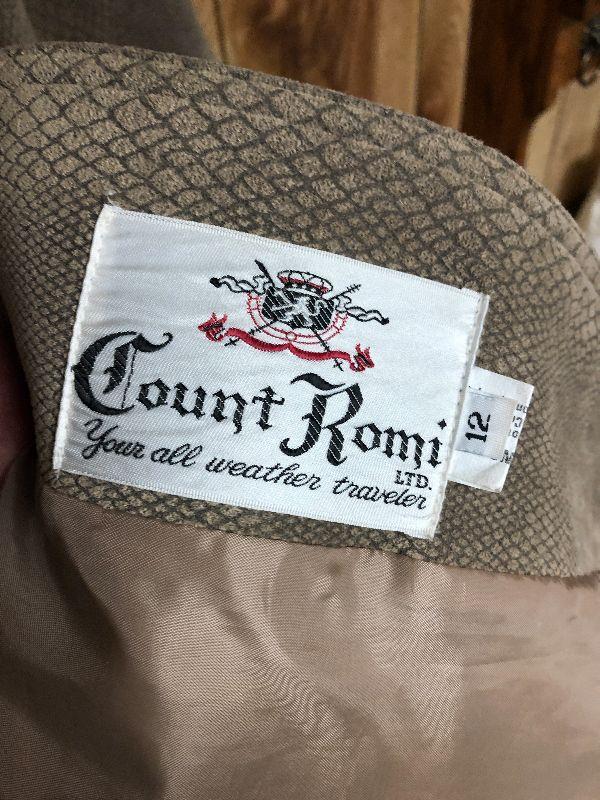 Count Romi
LTD.
Your all weather traveler
12